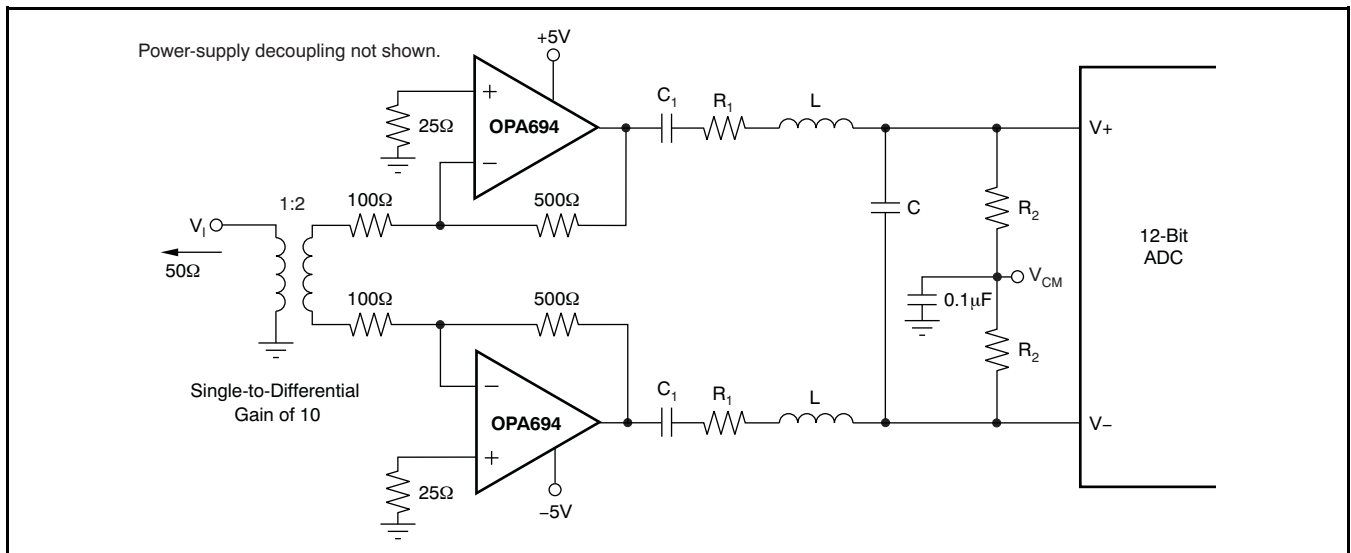 Power-supply decoupling not shown.
+5V
+
OPA694
−
25Ω
C1
R1
L
V+
1:2
100Ω
500Ω
VI
50Ω
C
R2
12-Bit
ADC
VCM
0.1µF
100Ω
500Ω
R2
Single-to-Differential
Gain of 10
−
OPA694
+
C1
R1
L
V−
25Ω
−5V